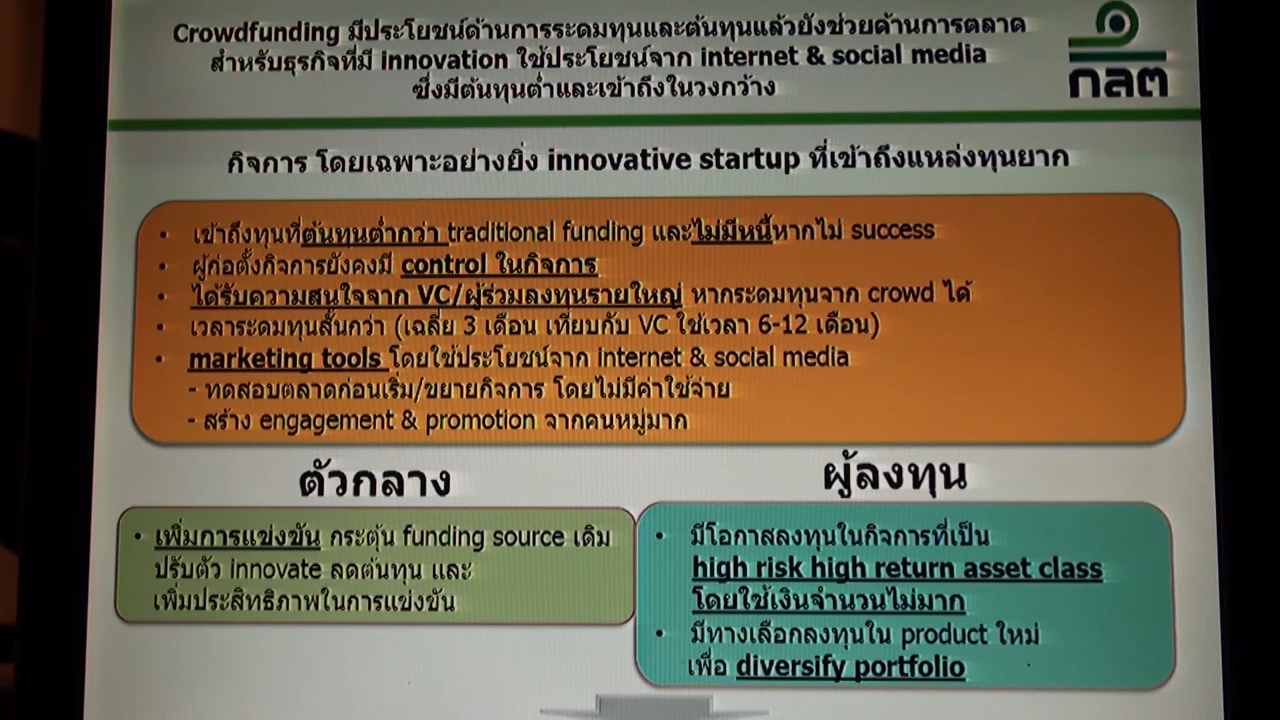 Crowdfunding มีประโยชน์ด้านการระดมทุนและต้นทุนแล้วยังช่วยด้านการตลาด
สำหรับธุรกิจที่มี innovation ใช้ประโยชน์จาก internet & social media
ซึ่งมีต้นทุนต่ำและเข้าถึงในวงกว้าง
กลต
กิจการ โดยเฉพาะอย่างยิ่ง innovative startup ที่เข้าถึงแหล่งทุนยาก
• เข้าถึงทุนที่ต้นทุนต่ำกว่า traditional funding และไม่มีหนี้หากไม่ success
• ผู้ก่อตั้งกิจการยังคงมี control ในกิจการ
• ได้รับความสนใจจาก VC/ผู้ร่วมลงทุนรายใหญ่ หากระดมทุนจาก crowd ได้
• เวลาระดมทุนสั้นกว่า (เฉลี่ย 3 เดือน เทียบกับ VC ใช้เวลา 6-12 เดือน)
• marketing tools โดยใช้ประโยชน์จาก internet & social media
- ทดสอบตลาดก่อนเริ่ม/ขยายกิจการ โดยไม่มีค่าใช้จ่าย
- สร้าง engagement & promotion จากคนหมู่มาก
ตัวกลาง
• เพิ่มการแข่งขัน กระตุ้น funding source เดิม
ปรับตัว innovate ลดต้นทุน และ
เพิ่มประสิทธิภาพในการแข่งขัน
ผู้ลงทุน
• มีโอกาสลงทุนในกิจการที่เป็น
high risk high return asset class
โดยใช้เงินจำนวนไม่มาก
• มีทางเลือกลงทุนใน product ใหม่
เพื่อ diversify portfolio